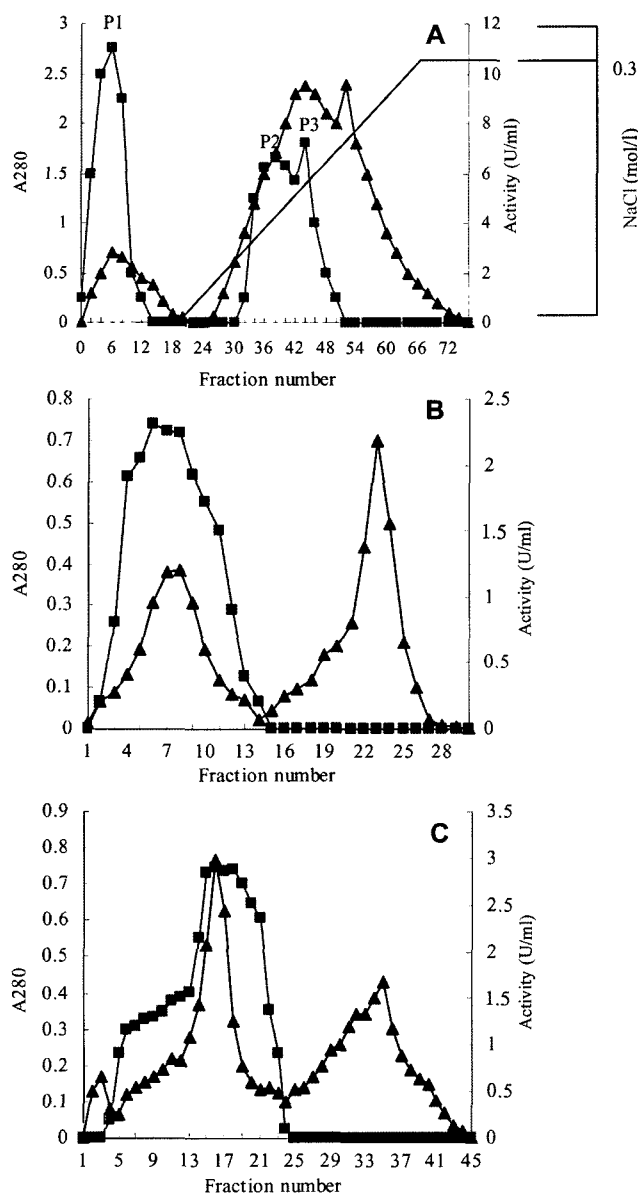 A
P1
P2
P3
3
2.5
2
1.5
1
0.5
0
A280
12
10
8
6
4
2
0
Activity (U/ml)
0.3
NaCl (mol/l)
0 6 12 18 24 30 36 42 48 54 60 66 72
Fraction number
B
0.8
0.7
0.6
0.5
0.4
0.3
0.2
0.1
0
A280
2.5
2
1.5
1
0.5
0
Activity (U/ml)
1 4 7 10 13 16 19 22 25 28
Fraction number
C
0.9
0.8
0.7
0.6
0.5
0.4
0.3
0.2
0.1
0
A280
3.5
3
2.5
2
1.5
1
0.5
0
Activity (U/ml)
1 5 9 13 17 21 25 29 33 37 41 45
Fraction number